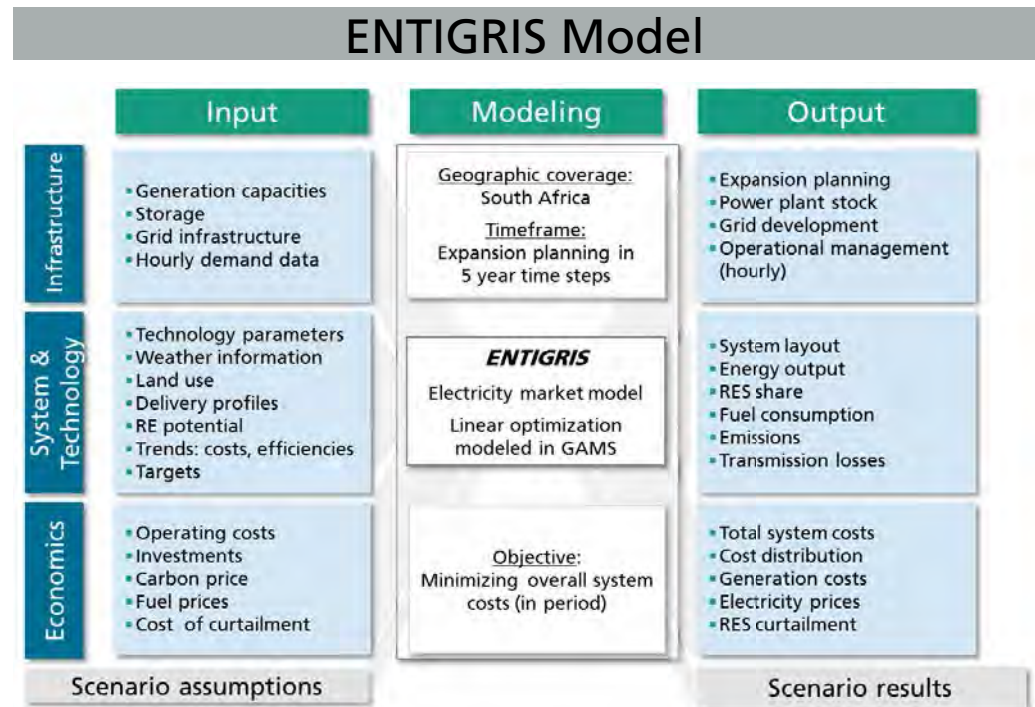 ENTIGRIS Model
Input
Modeling
Output
Infrastructure
▪ Generation capacities
▪ Storage
▪ Grid infrastructure
▪ Hourly demand data
Geographic coverage:
South Africa
Timeframe:
Expansion planning in
5 year time steps
▪ Expansion planning
▪ Power plant stock
▪ Grid development
▪ Operational management
(hourly)
System &
Technology
▪ Technology parameters
▪ Weather information
▪ Land use
▪ Delivery profiles
▪ RE potential
▪ Trends: costs, efficiencies
▪ Targets
ENTIGRIS
Electricity market model
Linear optimization
modeled in GAMS
▪ System layout
▪ Energy output
▪ RES share
▪ Fuel consumption
▪ Emissions
▪ Transmission losses
Economics
▪ Operating costs
▪ Investments
▪ Carbon price
▪ Fuel prices
▪ Cost of curtailment
Objective:
Minimizing overall system
costs (in period)
▪ Total system costs
▪ Cost distribution
▪ Generation costs
▪ Electricity prices
▪ RES curtailment
Scenario assumptions
Scenario results